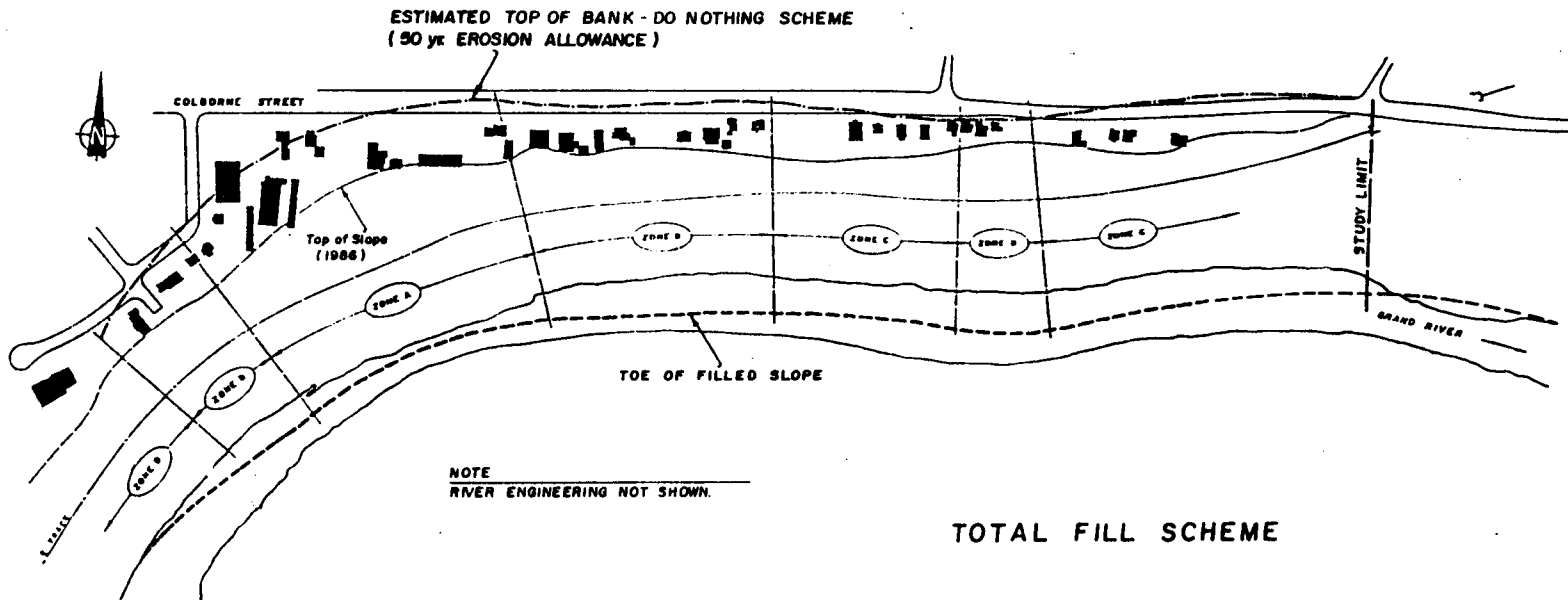 ESTIMATED TOP OF BANK - DO NOTHING SCHEME
( 50 yr. EROSION ALLOWANCE )
COLBORNE STREET
N
Top of Slope
(1986)
STUDY LIMIT
ZONE
ZONE
ZONE
ZONE
ZONE A
ZONE
ZONE
GRAND RIVER
TOE OF FILLED SLOPE
NOTE
RIVER ENGINEERING NOT SHOWN.
TOTAL FILL SCHEME